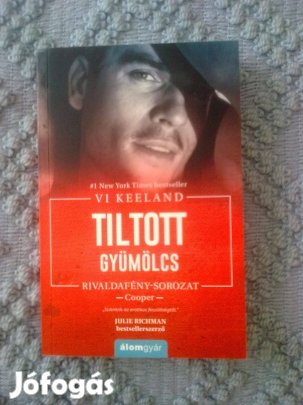 #1 New York Times bestseller
VI KEELAND
TILTOTT
GYÜMÖLCS
RIVALDAFÉNY-SOROZAT
—Cooper—
JULIE RICHMAN
bestsellerszerző
álomgyár
Jófogás